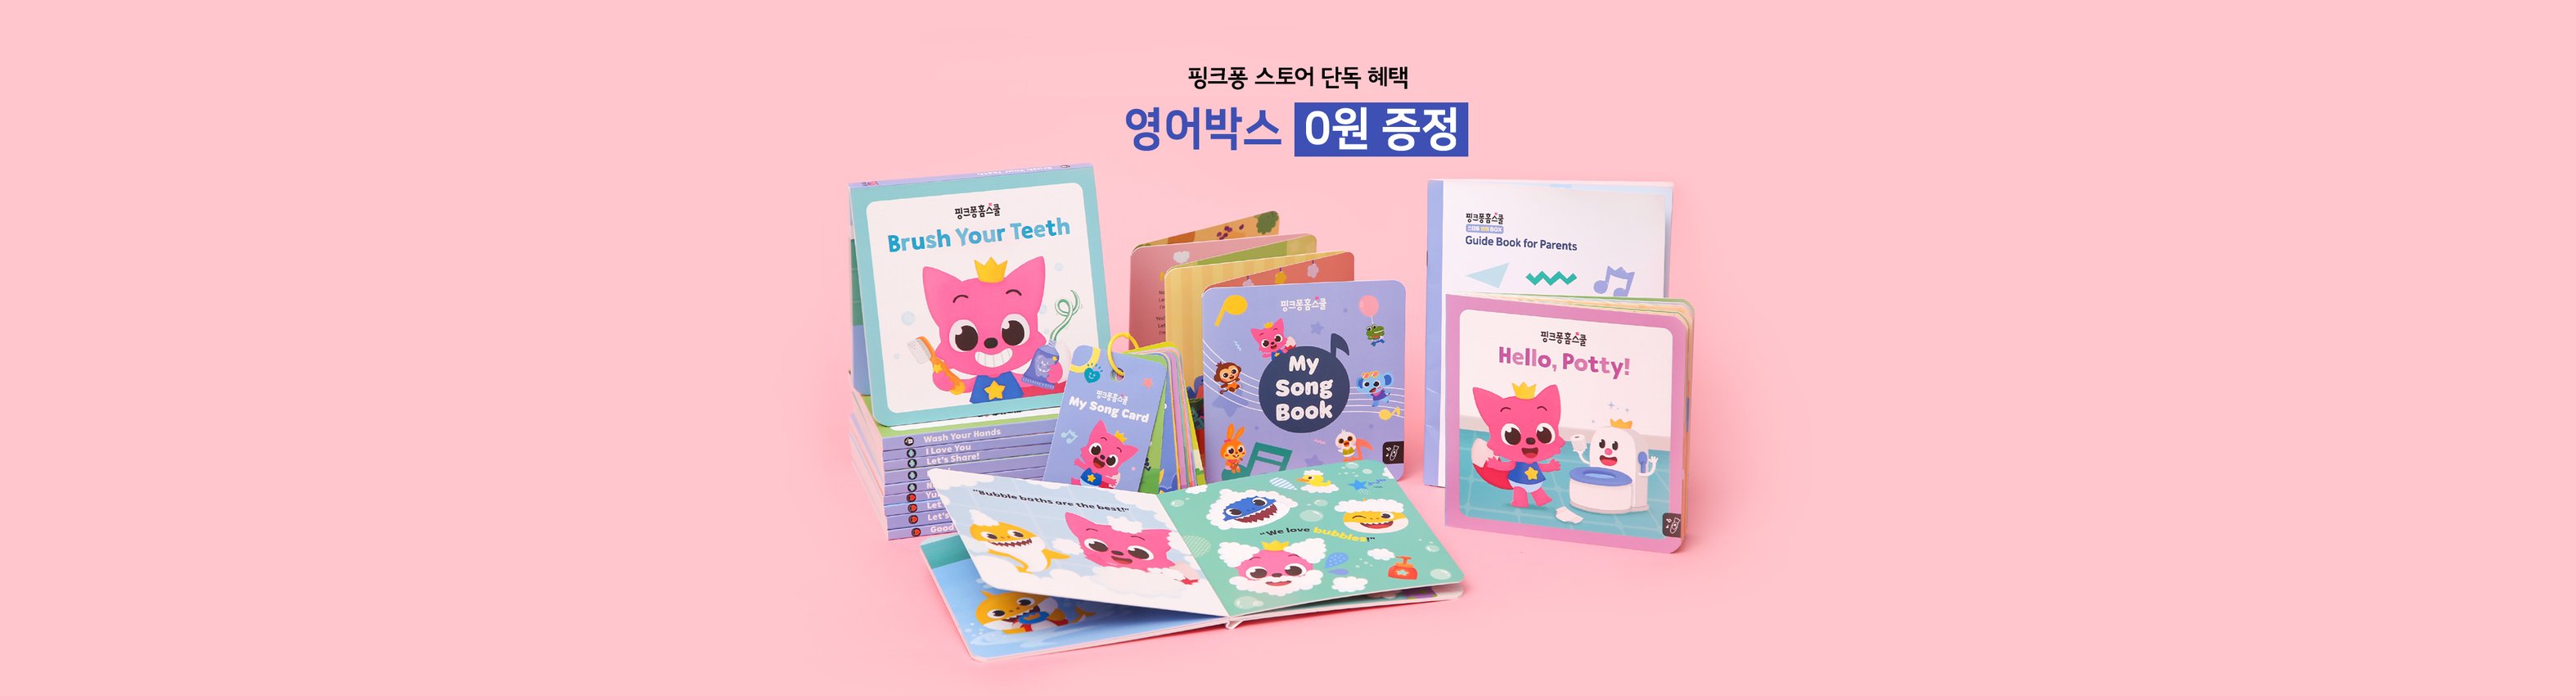 핑크퐁 스토어 단독 혜택
영어박스 0원 증정
핑크퐁홈스쿨
Brush Your Teeth
핑크퐁홈스쿨
Guide Book for Parents
핑크퐁홈스쿨
My
Song
Book
핑크퐁홈스쿨
Hello, Potty!
핑크퐁홈스쿨
My Song Card
Wash Your Hands
I Love You
Let's Share!
"Bubble baths are the best!"
"We love bubbles!"